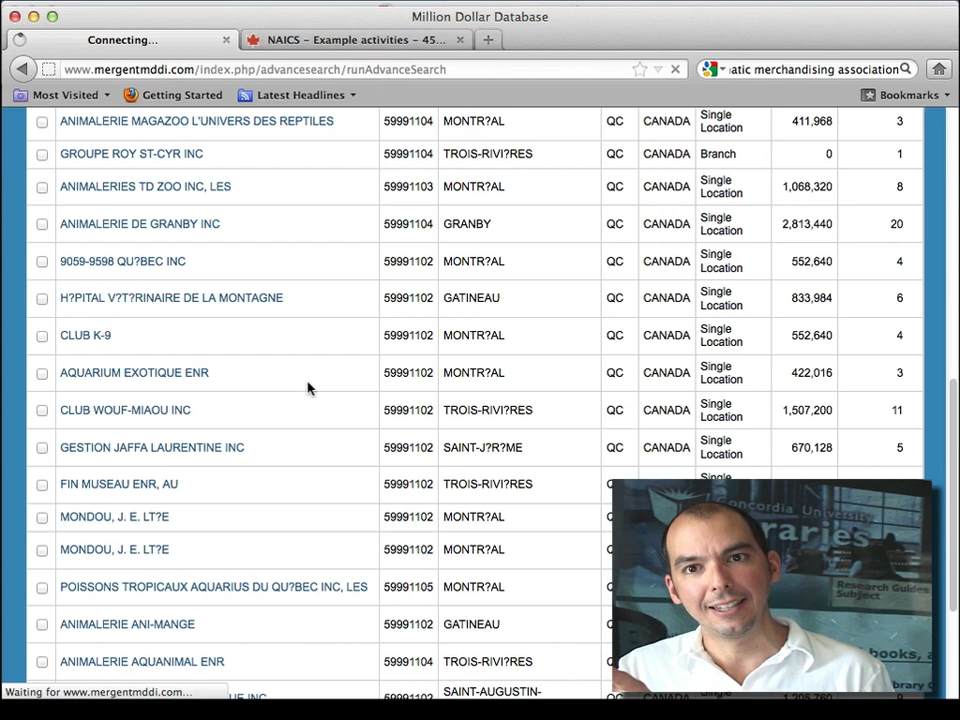 Million Dollar Database
Connecting...
NAICS - Example activities - 45...
www.mergentmddi.com/index.php/advancesearch/runAdvanceSearch
atic merchandising association
Most Visited
Getting Started
Latest Headlines
Bookmarks
ANIMALERIE MAGAZOO L'UNIVERS DES REPTILES 59991104 MONTR?AL QC CANADA Single Location 411,968 3
GROUPE ROY ST-CYR INC 59991104 TROIS-RIVI?RES QC CANADA Branch 0 1
ANIMALERIES TD ZOO INC, LES 59991103 MONTR?AL QC CANADA Single Location 1,068,320 8
ANIMALERIE DE GRANBY INC 59991104 GRANBY QC CANADA Single Location 2,813,440 20
9059-9598 QU?BEC INC 59991102 MONTR?AL QC CANADA Single Location 552,640 4
H?PITAL V?T?RINAIRE DE LA MONTAGNE 59991102 GATINEAU QC CANADA Single Location 833,984 6
CLUB K-9 59991102 MONTR?AL QC CANADA Single Location 552,640 4
AQUARIUM EXOTIQUE ENR 59991102 MONTR?AL QC CANADA Single Location 422,016 3
CLUB WOUF-MIAOU INC 59991102 TROIS-RIVI?RES QC CANADA Single Location 1,507,200 11
GESTION JAFFA LAURENTINE INC 59991102 SAINT-J?R?ME QC CANADA Single Location 670,128 5
FIN MUSEAU ENR, AU 59991102 TROIS-RIVI?RES
MONDOU, J. E. LT?E 59991102 MONTR?AL
MONDOU, J. E. LT?E 59991102 MONTR?AL
POISSONS TROPICAUX AQUARIUS DU QU?BEC INC, LES 59991105 MONTR?AL
ANIMALERIE ANI-MANGE 59991102 GATINEAU
ANIMALERIE AQUANIMAL ENR 59991104 TROIS-RIVI?RES
SAINT-AUGUSTIN-
Waiting for www.mergentmddi.com...
Concordia University
Libraries
Research Guides
Subject
books,